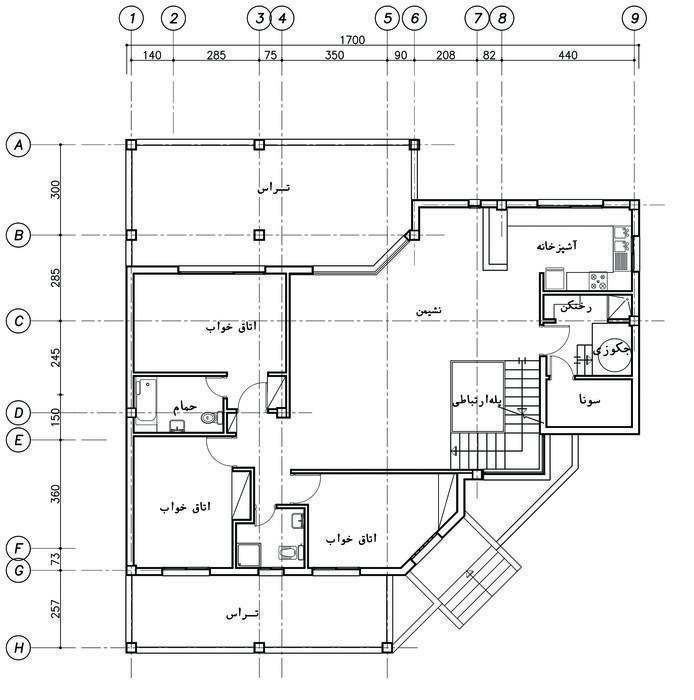 1 2 3 4 5 6 7 8 9
1700
140 285 75 350 90 208 82 440
A
300
تراس
B
آشپزخانه
285
رختکن
نشیمن
C
اتاق خواب
جکوزی
245
سونا
پله ارتباطی
حمام
D
150
E
360
اتاق خواب
اتاق خواب
F
73
G
257
تراس
H